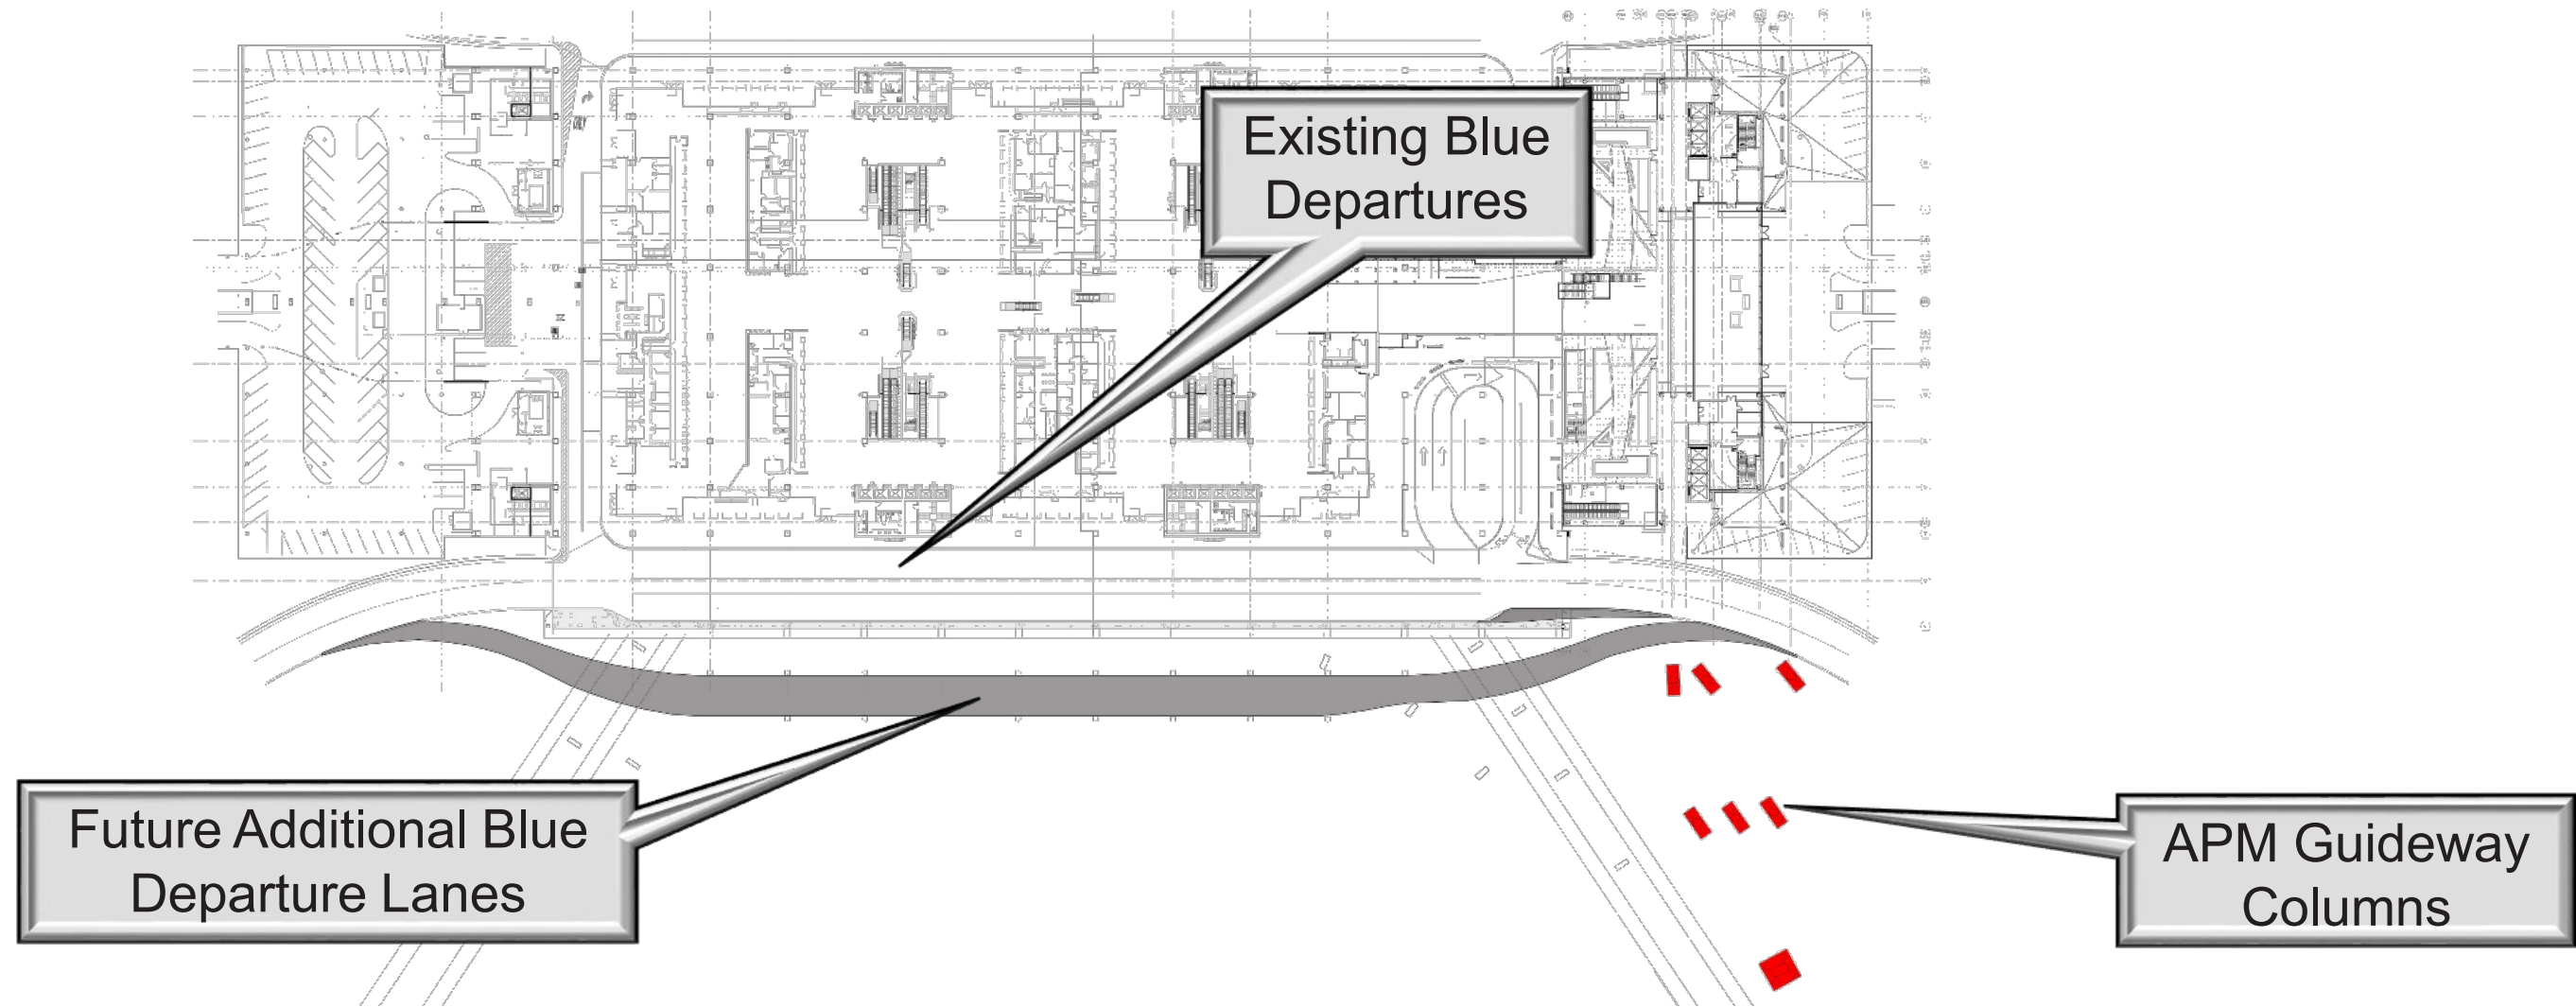 Existing Blue
Departures
Future Additional Blue
Departure Lanes
APM Guideway
Columns